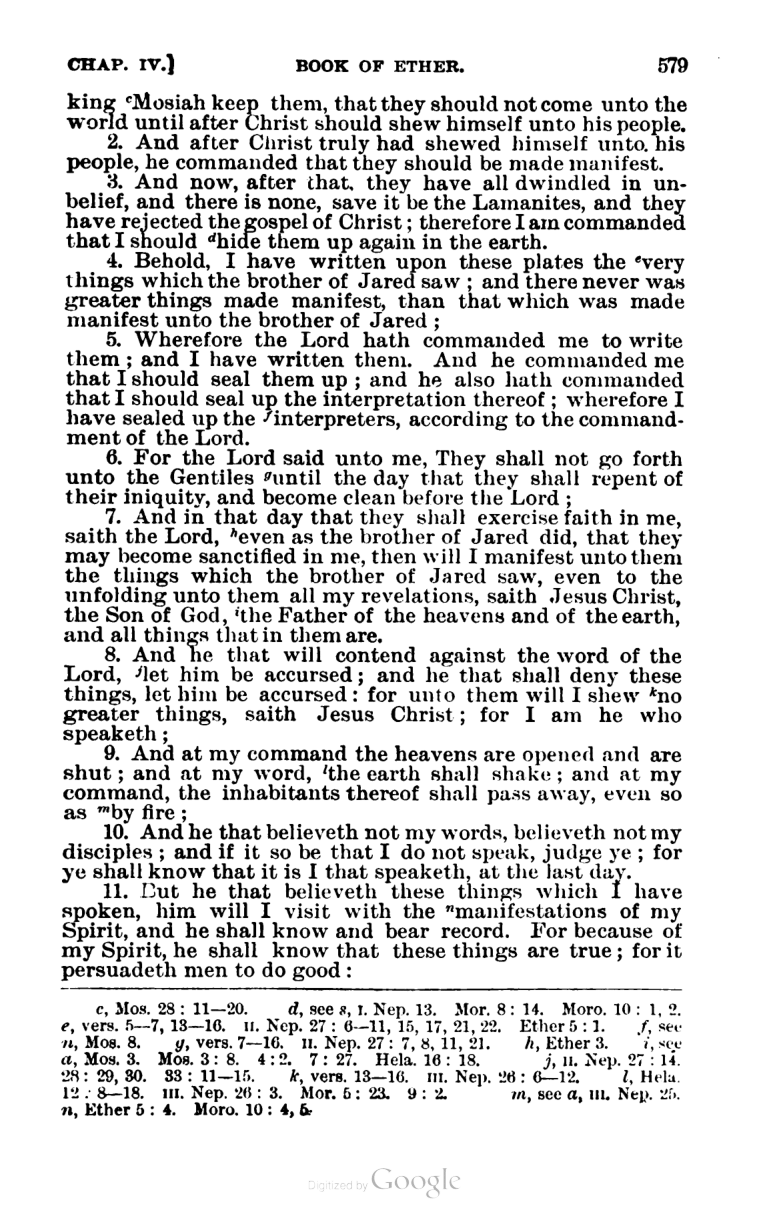 CHAP. IV.]
BOOK OF ETHER.
579
king ᶜMosiah keep them, that they should not come unto the
world until after Christ should shew himself unto his people.
2. And after Christ truly had shewed himself unto. his
people, he commanded that they should be made manifest.
3. And now, after that, they have all dwindled in un-
belief, and there is none, save it be the Lamanites, and they
have rejected the gospel of Christ; therefore I am commanded
that I should ᵈhide them up again in the earth.
4. Behold, I have written upon these plates the ᵉvery
things which the brother of Jared saw; and there never was
greater things made manifest, than that which was made
manifest unto the brother of Jared;
5. Wherefore the Lord hath commanded me to write
them; and I have written them. And he commanded me
that I should seal them up; and he also hath commanded
that I should seal up the interpretation thereof; wherefore I
have sealed up the ᶠinterpreters, according to the command-
ment of the Lord.
6. For the Lord said unto me, They shall not go forth
unto the Gentiles ᵍuntil the day that they shall repent of
their iniquity, and become clean before the Lord;
7. And in that day that they shall exercise faith in me,
saith the Lord, ʰeven as the brother of Jared did, that they
may become sanctified in me, then will I manifest unto them
the things which the brother of Jared saw, even to the
unfolding unto them all my revelations, saith Jesus Christ,
the Son of God, ⁱthe Father of the heavens and of the earth,
and all things that in them are.
8. And he that will contend against the word of the
Lord, ʲlet him be accursed; and he that shall deny these
things, let him be accursed: for unto them will I shew ᵏno
greater things, saith Jesus Christ; for I am he who
speaketh;
9. And at my command the heavens are opened and are
shut; and at my word, ˡthe earth shall shake; and at my
command, the inhabitants thereof shall pass away, even so
as ᵐby fire;
10. And he that believeth not my words, believeth not my
disciples; and if it so be that I do not speak, judge ye; for
ye shall know that it is I that speaketh, at the last day.
11. But he that believeth these things which I have
spoken, him will I visit with the ⁿmanifestations of my
Spirit, and he shall know and bear record. For because of
my Spirit, he shall know that these things are true; for it
persuadeth men to do good:
c, Mos. 28: 11—20. d, see s, I. Nep. 13. Mor. 8: 14. Moro. 10: 1, 2.
e, vers. 5—7, 13—16. II. Nep. 27: 6—11, 15, 17, 21, 22. Ether 5: 1. f, see
n, Mos. 8. g, vers. 7—16. II. Nep. 27: 7, 8, 11, 21. h, Ether 3. i, see
a, Mos. 3. Mos. 3: 8. 4: 2. 7: 27. Hela. 16: 18. j, II. Nep. 27: 14.
28: 29, 30. 33: 11—15. k, vers. 13—16. III. Nep. 26: 6—12. l, Hela.
12: 8—18. III. Nep. 26: 3. Mor. 5: 23. 9: 2. m, see a, III. Nep. 25.
n, Ether 5: 4. Moro. 10: 4, 5.
Digitized by Google